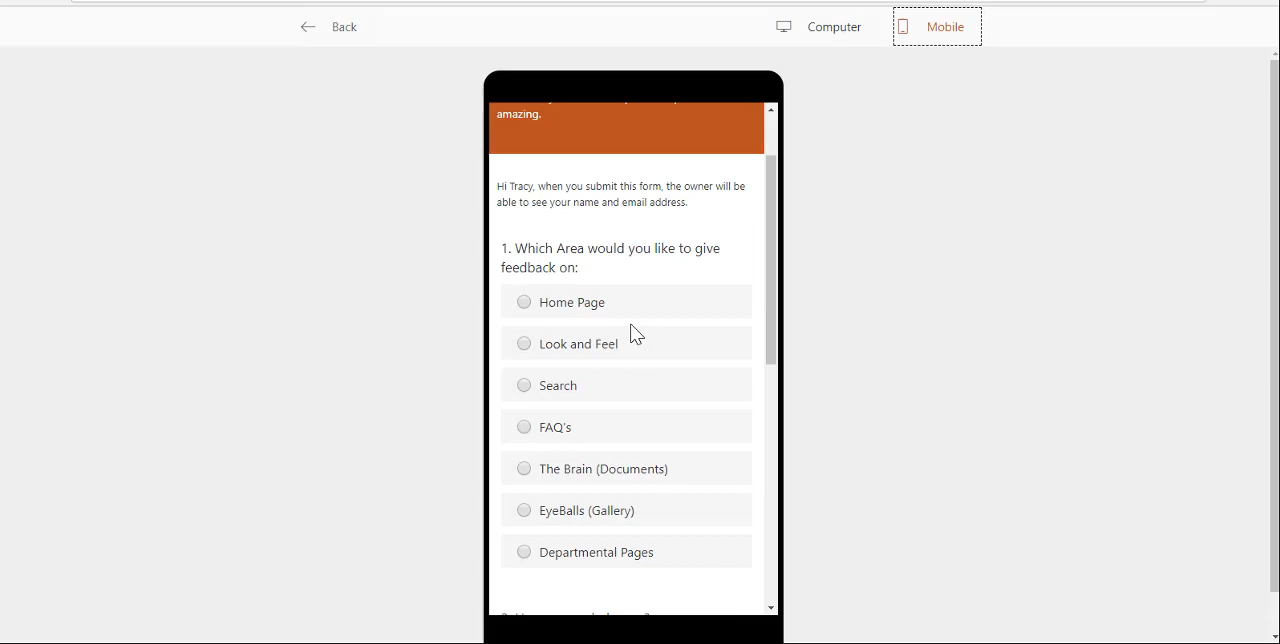 Back
Computer
Mobile
amazing.
Hi Tracy, when you submit this form, the owner will be
able to see your name and email address.
1. Which Area would you like to give
feedback on:
Home Page
Look and Feel
Search
FAQ's
The Brain (Documents)
EyeBalls (Gallery)
Departmental Pages